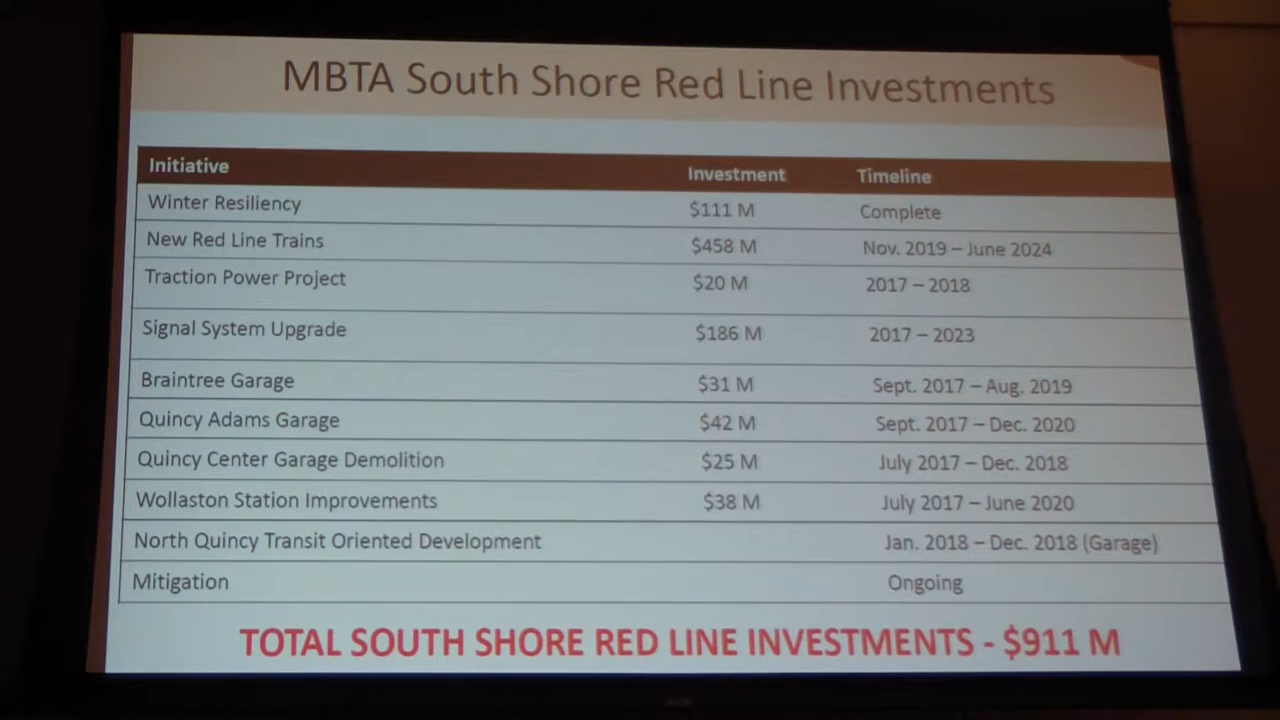 MBTA South Shore Red Line Investments
Initiative Investment Timeline
Winter Resiliency $111 M Complete
New Red Line Trains $458 M Nov. 2019 – June 2024
Traction Power Project $20 M 2017 – 2018
Signal System Upgrade $186 M 2017 – 2023
Braintree Garage $31 M Sept. 2017 – Aug. 2019
Quincy Adams Garage $42 M Sept. 2017 – Dec. 2020
Quincy Center Garage Demolition $25 M July 2017 – Dec. 2018
Wollaston Station Improvements $38 M July 2017 – June 2020
North Quincy Transit Oriented Development Jan. 2018 – Dec. 2018 (Garage)
Mitigation Ongoing
TOTAL SOUTH SHORE RED LINE INVESTMENTS - $911 M